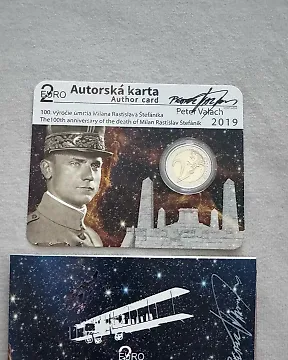 2 EURO
Autorská karta
Author card
Peter Valach
100. výročie úmrtia Milana Rastislava Štefánika
The 100th anniversary of the death of Milan Rastislav Štefánik
2019
2
EURO